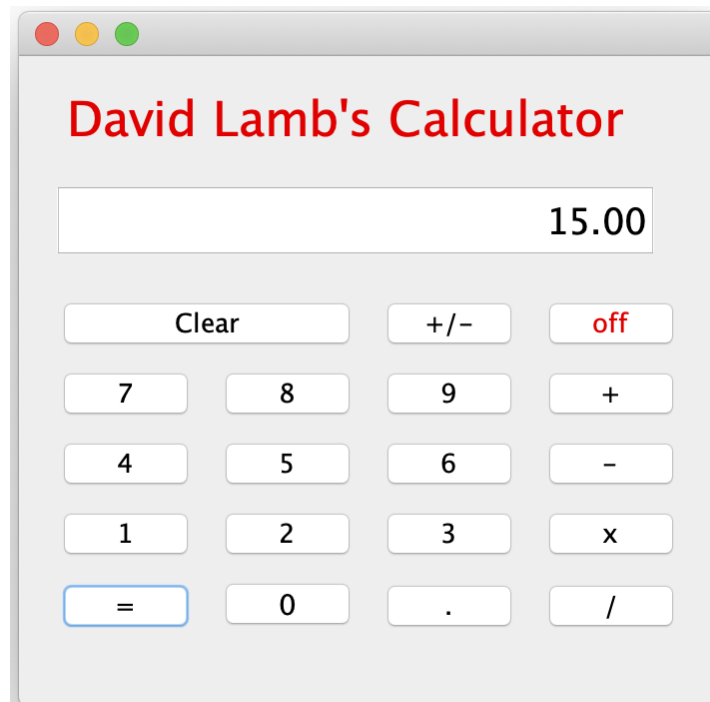 David Lamb's Calculator
15.00
Clear +/- off
7 8 9 +
4 5 6 -
1 2 3 x
= 0 . /